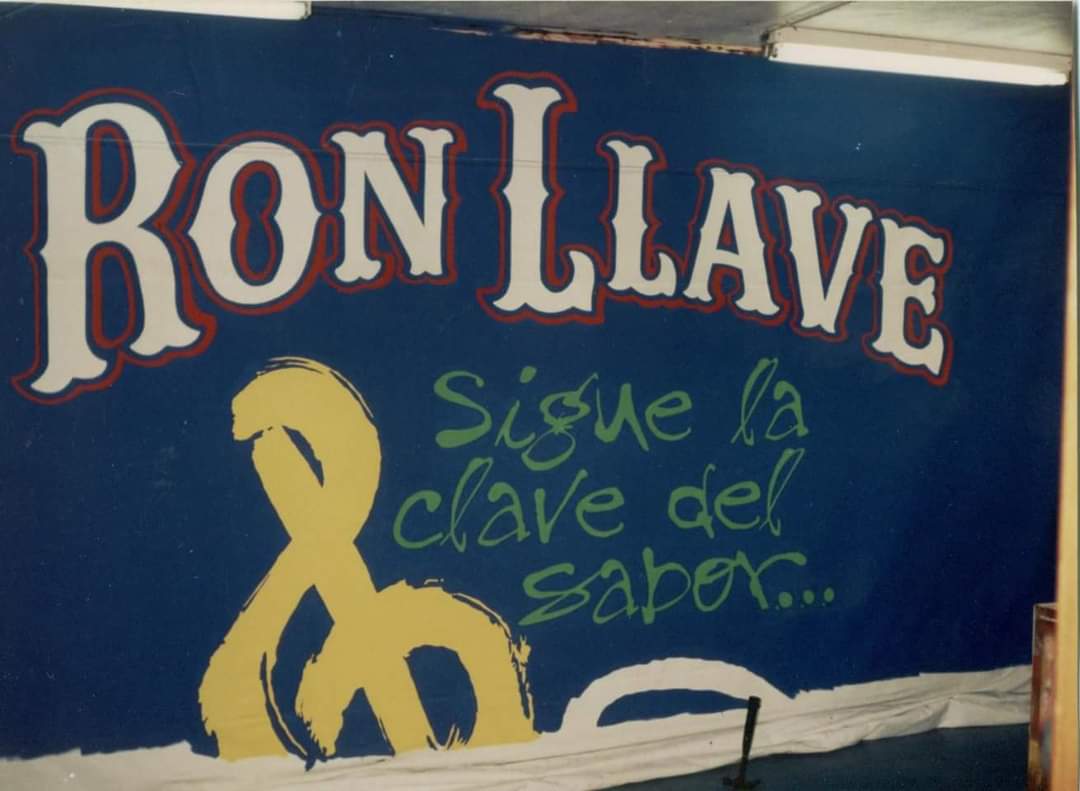 RON LLAVE
Sigue la
clave del
sabor...